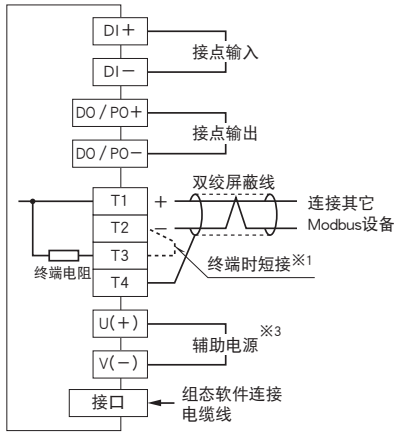 DI＋
接点输入
DI－
DO／PO＋
接点输出
DO／PO－
双绞屏蔽线
T1 ＋
连接其它
Modbus设备
T2 －
T3
终端电阻
终端时短接※1
T4
U(＋)
辅助电源※3
V(－)
接口
组态软件连接
电缆线